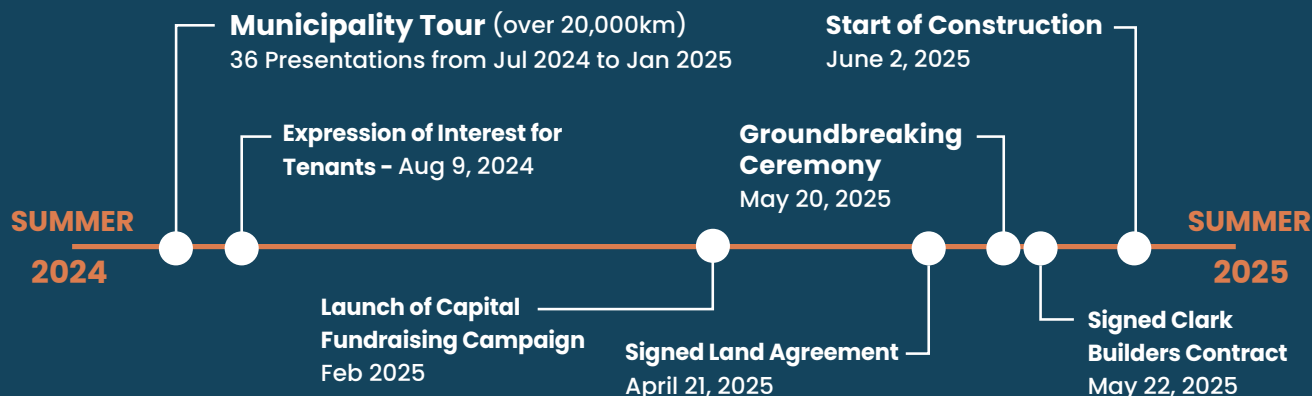 Municipality Tour (over 20,000km)
36 Presentations from Jul 2024 to Jan 2025
Start of Construction
June 2, 2025
Expression of Interest for
Tenants – Aug 9, 2024
Groundbreaking
Ceremony
May 20, 2025
SUMMER
2024
SUMMER
2025
Launch of Capital
Fundraising Campaign
Feb 2025
Signed Land Agreement
April 21, 2025
Signed Clark
Builders Contract
May 22, 2025